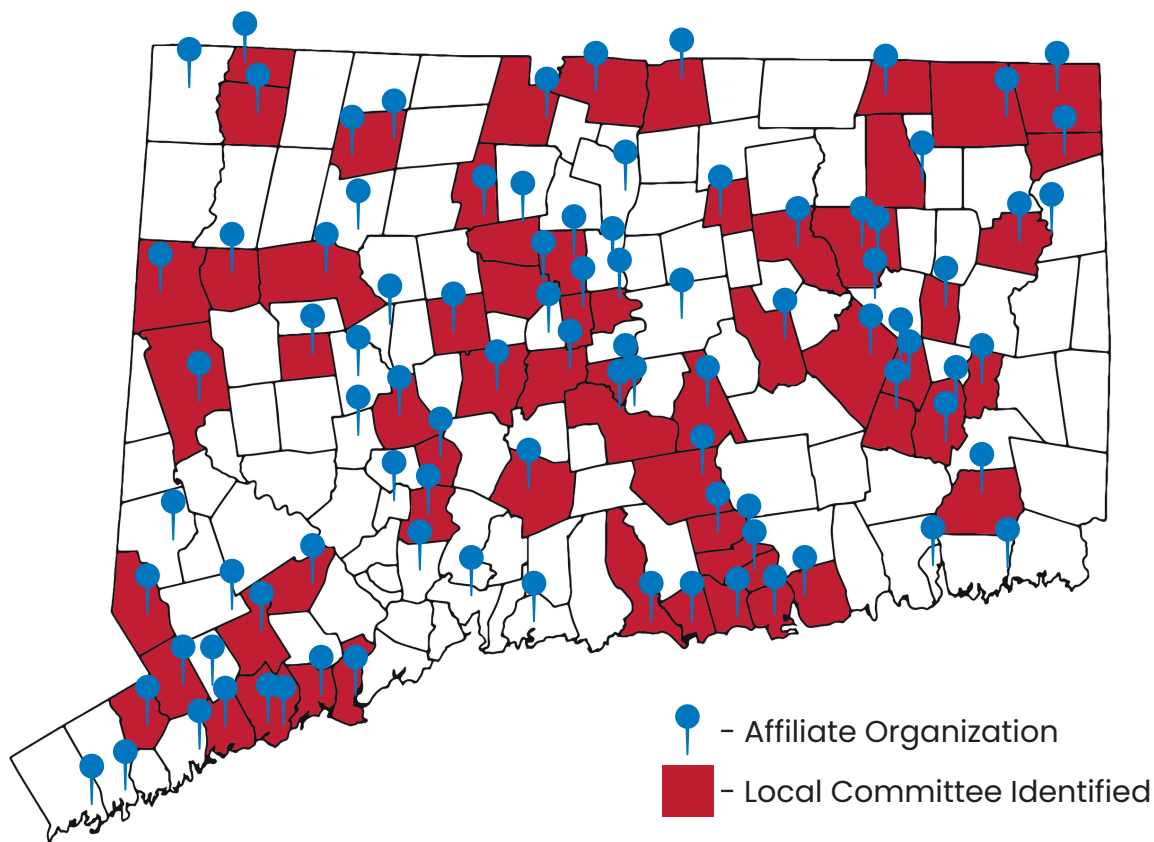 - Affiliate Organization
- Local Committee Identified